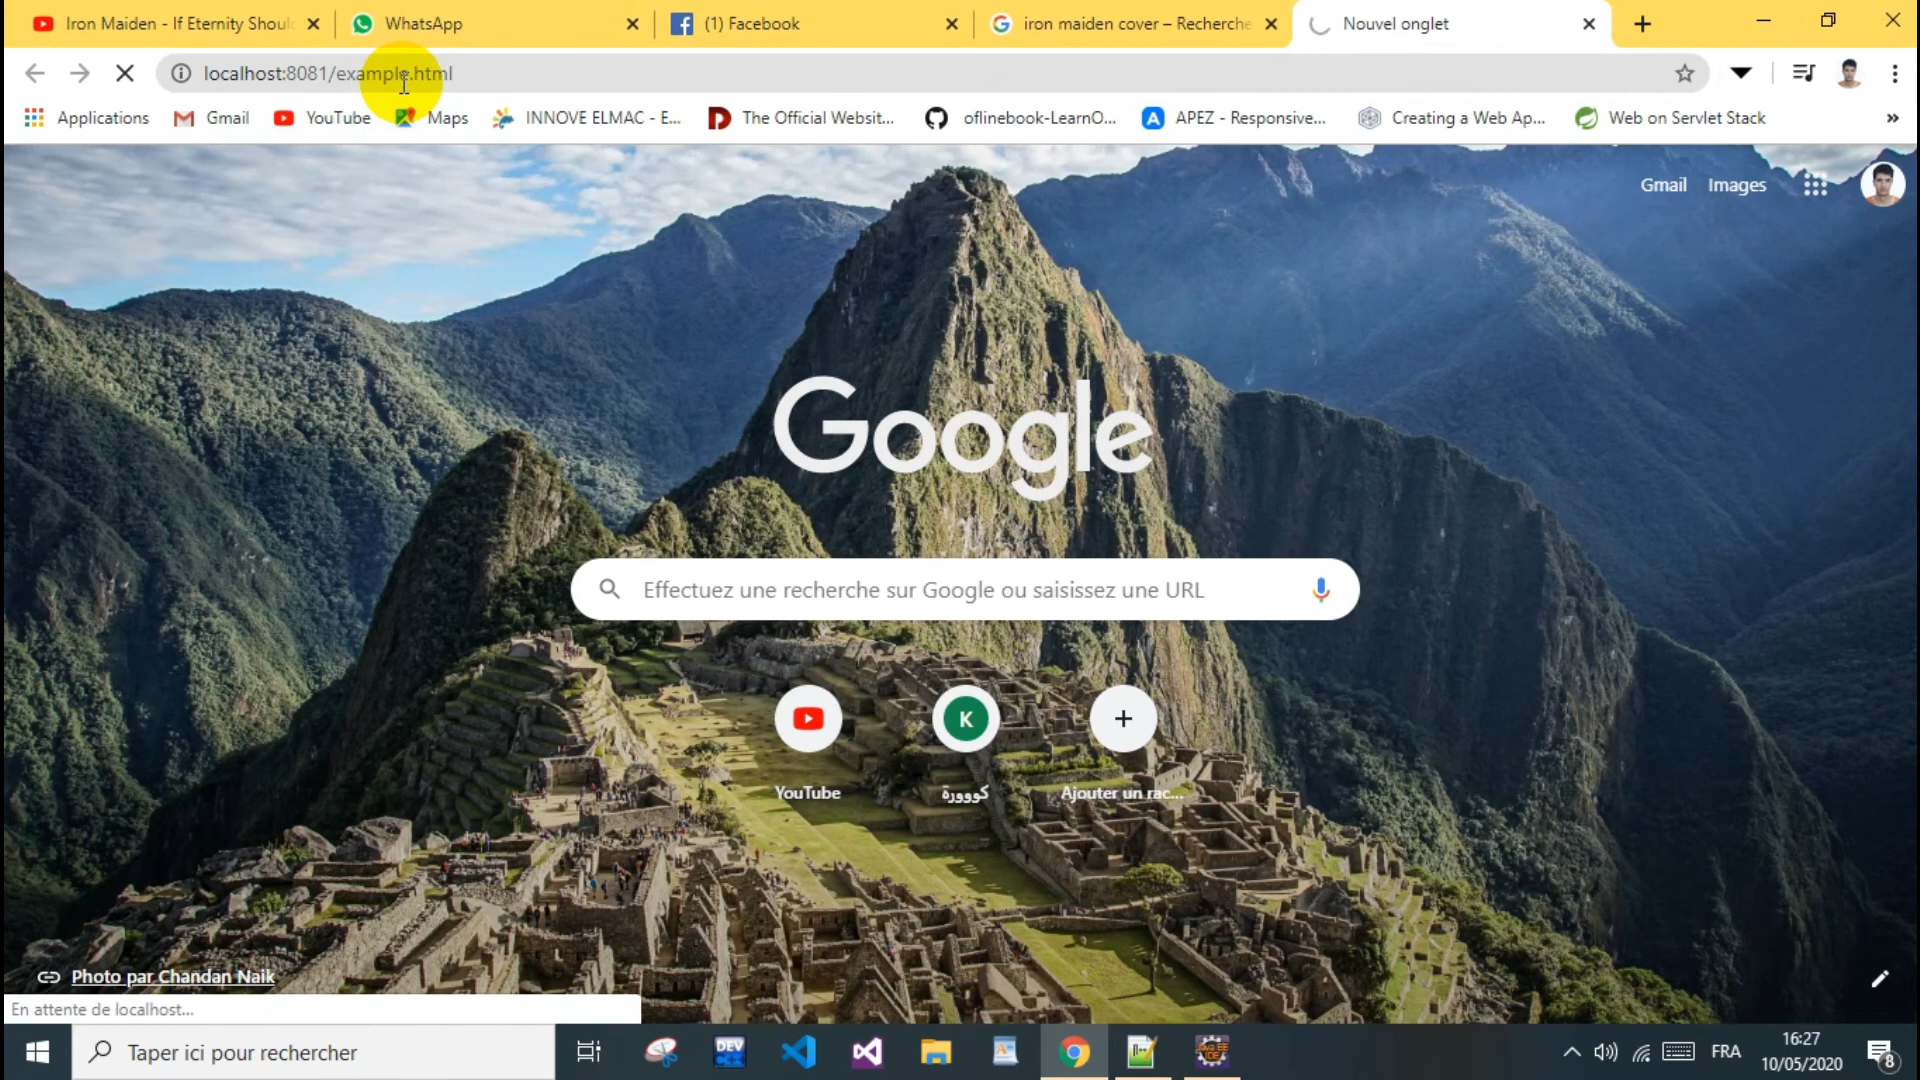 Iron Maiden - If Eternity Shoul
WhatsApp
(1) Facebook
iron maiden cover – Recherche
Nouvel onglet
localhost:8081/example.html
Applications
Gmail
YouTube
Maps
INNOVE ELMAC - E...
The Official Websit...
oflinebook-LearnO...
APEZ - Responsive...
Creating a Web Ap...
Web on Servlet Stack
»
Gmail
Images
Google
Effectuez une recherche sur Google ou saisissez une URL
K
YouTube
كووورة
Ajouter un rac...
Photo par Chandan Naik
En attente de localhost...
Taper ici pour rechercher
DEV
FRA
16:27
10/05/2020
8